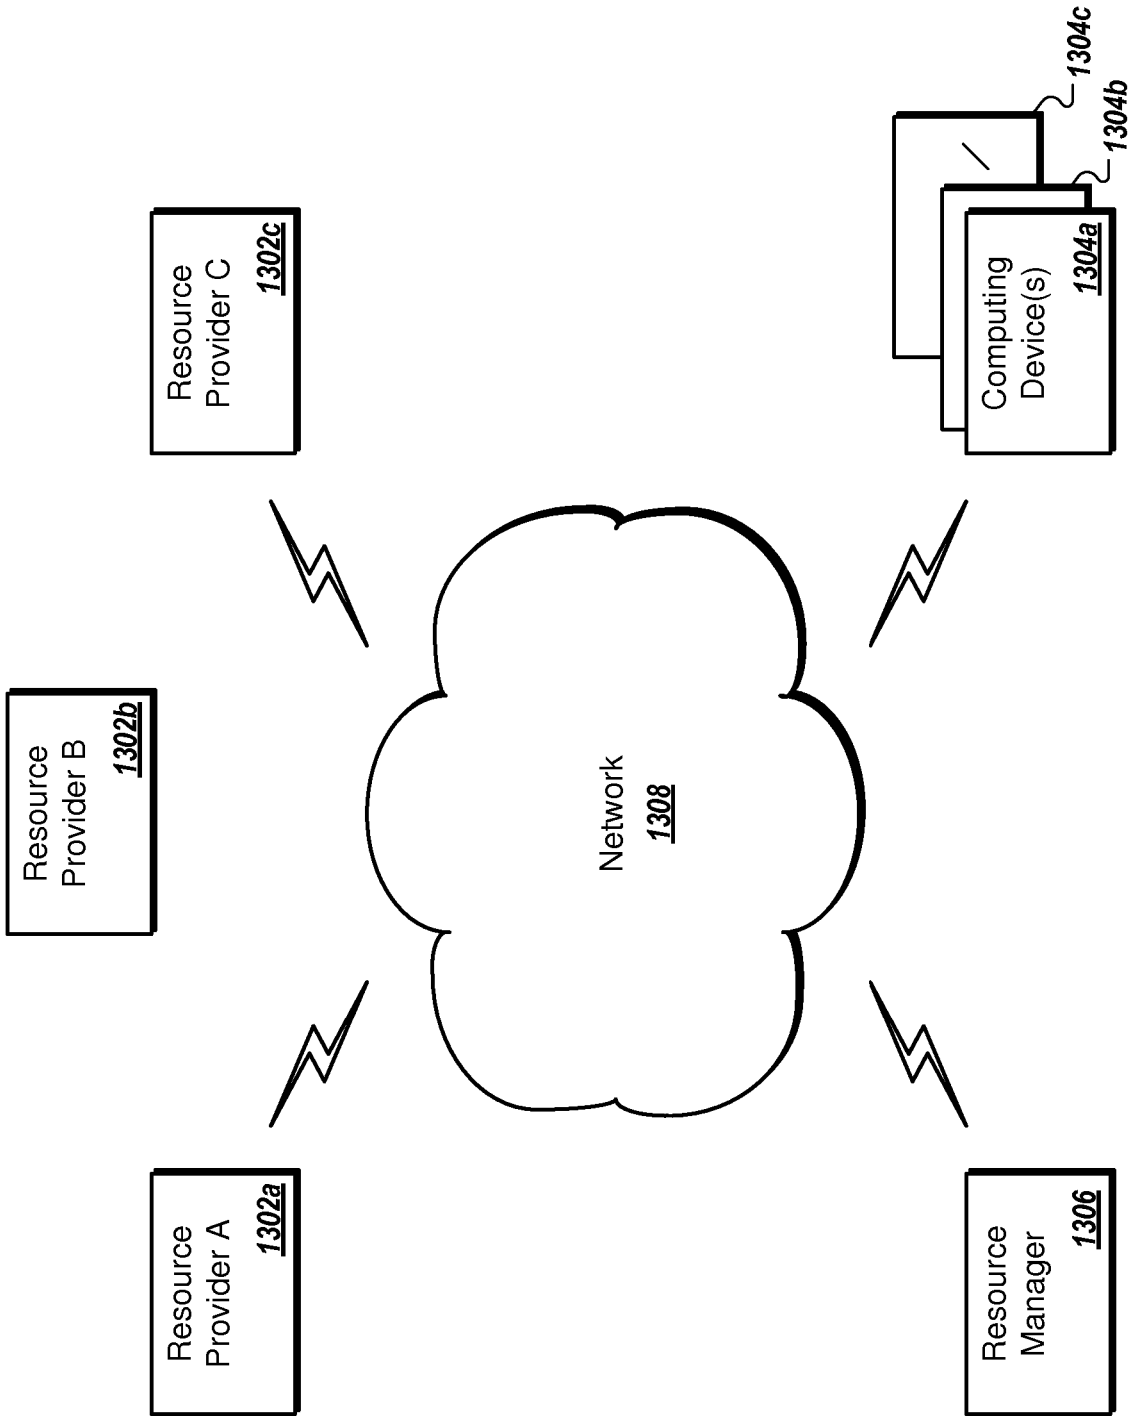 Resource
Provider B
1302b
Resource
Provider A
1302a
Resource
Provider C
1302c
Network
1308
Resource
Manager
1306
Computing
Device(s)
1304a
1304b
1304c